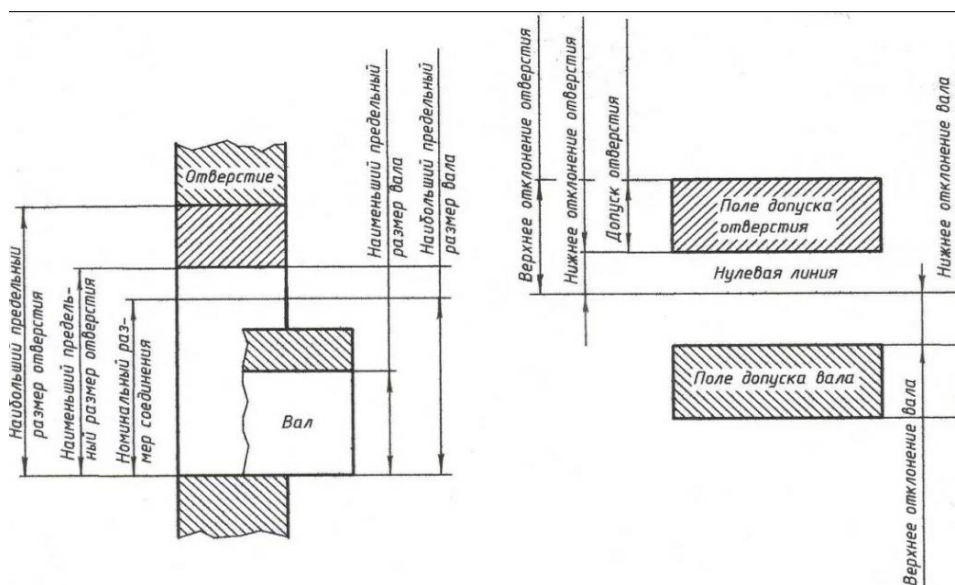 Наибольший предельный
размер отверстия
Наименьший предель-
ный размер отверстия
Номинальный раз-
мер соединения
Отверстие
Вал
Наименьший предельный
размер вала
Наибольший предельный
размер вала
Верхнее отклонение отверстия
Нижнее отклонение отверстия
Допуск отверстия
Поле допуска
отверстия
Нулевая линия
Поле допуска вала
Верхнее отклонение вала
Нижнее отклонение вала